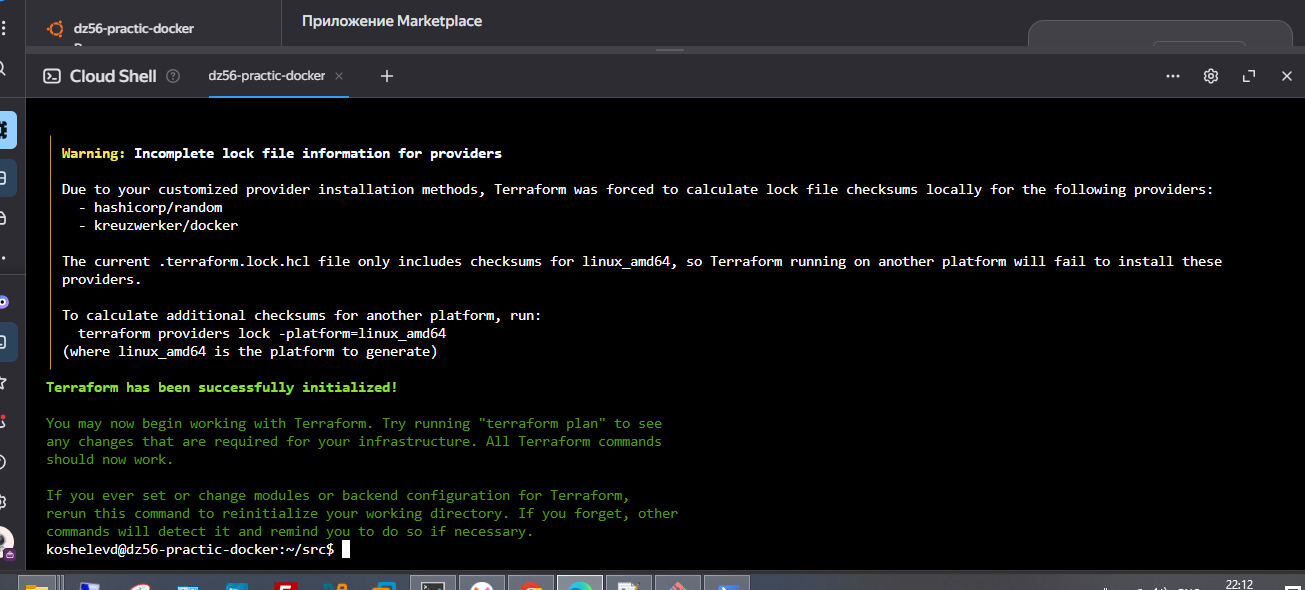 dz56-practic-docker
Приложение Marketplace
Cloud Shell
dz56-practic-docker
Warning: Incomplete lock file information for providers
Due to your customized provider installation methods, Terraform was forced to calculate lock file checksums locally for the following providers:
- hashicorp/random
- kreuzwerker/docker
The current .terraform.lock.hcl file only includes checksums for linux_amd64, so Terraform running on another platform will fail to install these
providers.
To calculate additional checksums for another platform, run:
terraform providers lock -platform=linux_amd64
(where linux_amd64 is the platform to generate)
Terraform has been successfully initialized!
You may now begin working with Terraform. Try running "terraform plan" to see
any changes that are required for your infrastructure. All Terraform commands
should now work.
If you ever set or change modules or backend configuration for Terraform,
rerun this command to reinitialize your working directory. If you forget, other
commands will detect it and remind you to do so if necessary.
koshelevd@dz56-practic-docker:~/src$
22:12